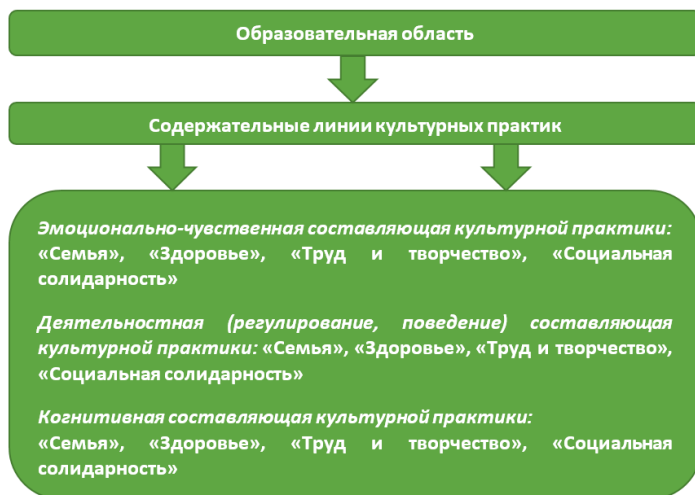 Образовательная область
Содержательные линии культурных практик
Эмоционально-чувственная составляющая культурной практики:
«Семья», «Здоровье», «Труд и творчество», «Социальная
солидарность»
Деятельностная (регулирование, поведение) составляющая
культурной практики: «Семья», «Здоровье», «Труд и творчество»,
«Социальная солидарность»
Когнитивная составляющая культурной практики:
«Семья», «Здоровье», «Труд и творчество», «Социальная
солидарность»